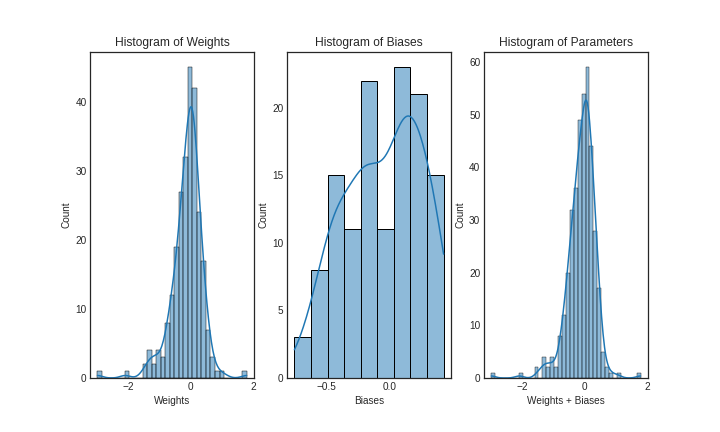 Histogram of Weights
Histogram of Biases
Histogram of Parameters
Count
40
30
20
10
0
−2
0
2
Weights
Count
20
15
10
5
0
−0.5
0.0
Biases
Count
60
50
40
30
20
10
0
−2
0
2
Weights + Biases